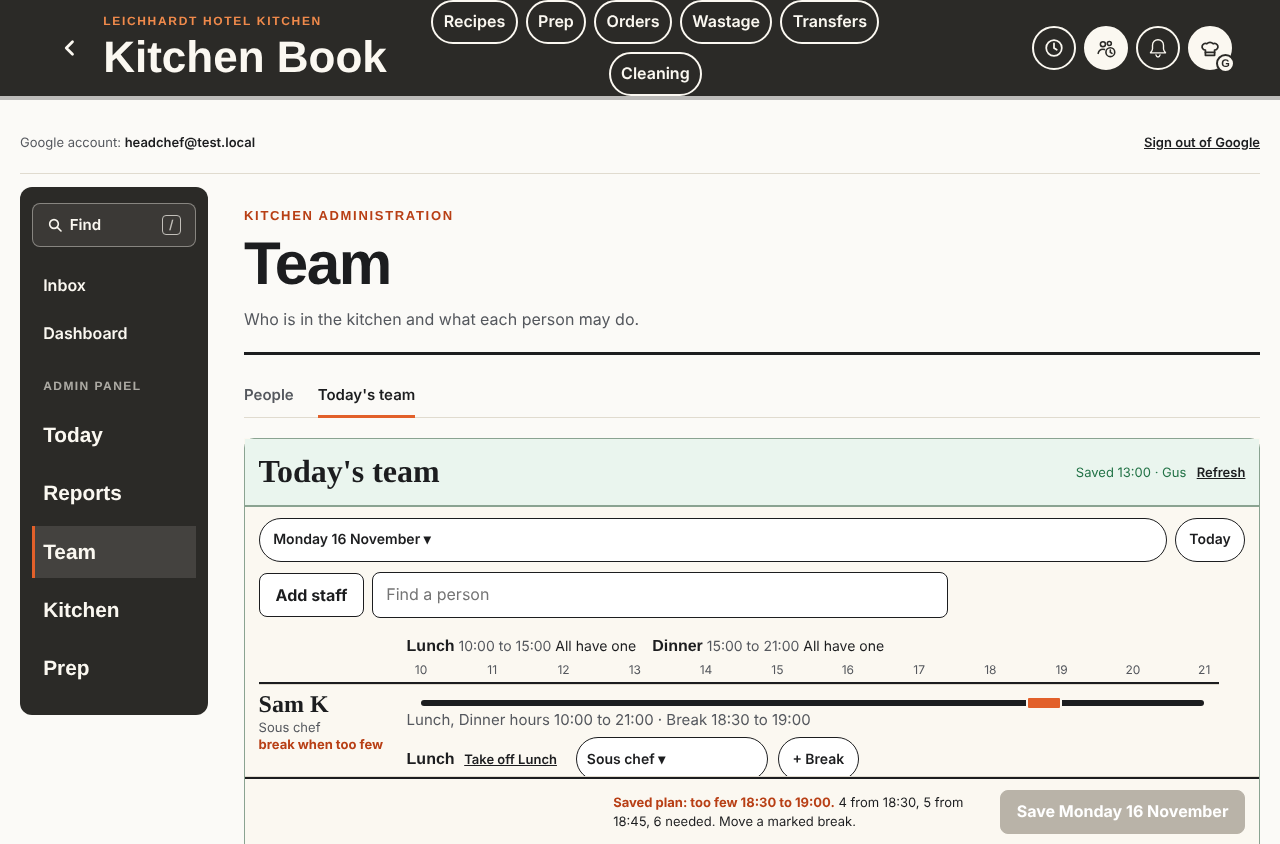 LEICHHARDT HOTEL KITCHEN
Kitchen Book
Recipes Prep Orders Wastage Transfers
Cleaning
G
Google account: headchef@test.local
Sign out of Google
Find /
Inbox
Dashboard
ADMIN PANEL
Today
Reports
Team
Kitchen
Prep
KITCHEN ADMINISTRATION
Team
Who is in the kitchen and what each person may do.
People Today's team
Today's team
Saved 13:00 · Gus Refresh
Monday 16 November ▾ Today
Add staff Find a person
Lunch 10:00 to 15:00 All have one Dinner 15:00 to 21:00 All have one
10 11 12 13 14 15 16 17 18 19 20 21
Sam K
Sous chef
break when too few
Lunch, Dinner hours 10:00 to 21:00 · Break 18:30 to 19:00
Lunch Take off Lunch Sous chef ▾ + Break
Saved plan: too few 18:30 to 19:00. 4 from 18:30, 5 from
18:45, 6 needed. Move a marked break.
Save Monday 16 November